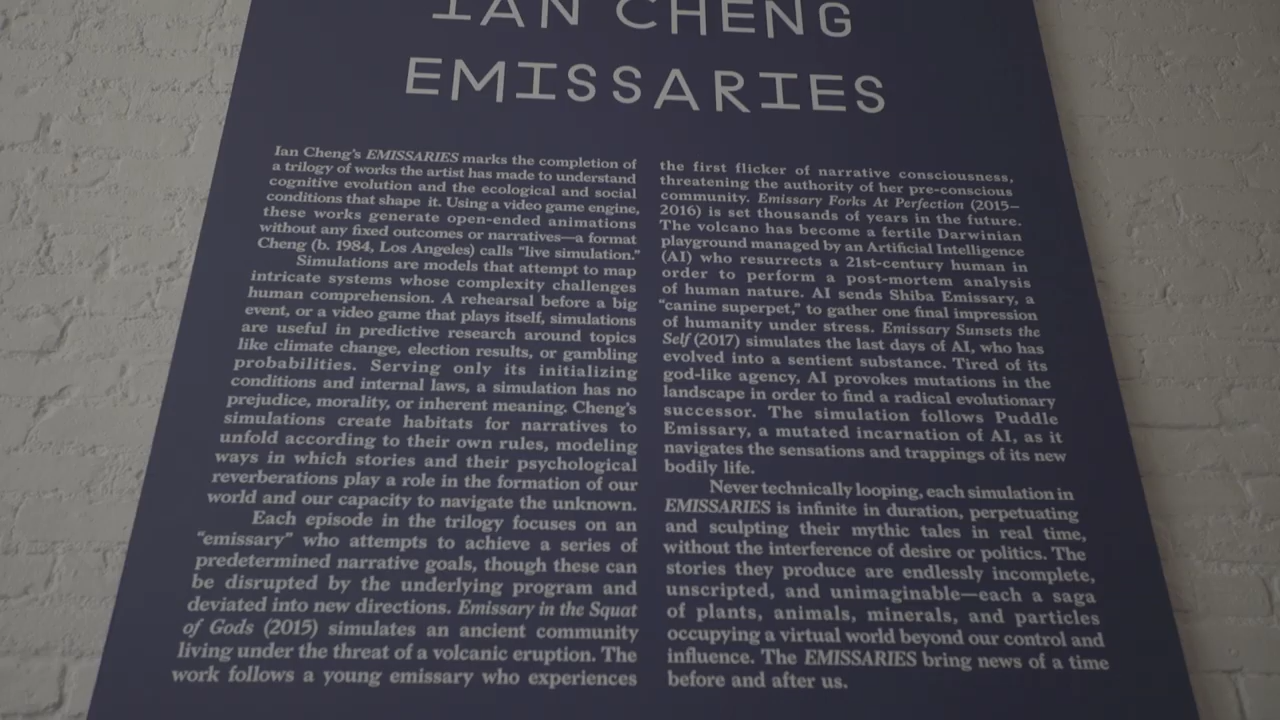 IAN CHENG
EMISSARIES
Ian Cheng's EMISSARIES marks the completion of
a trilogy of works the artist has made to understand
cognitive evolution and the ecological and social
conditions that shape it. Using a video game engine,
these works generate open-ended animations
without any fixed outcomes or narratives—a format
Cheng (b. 1984, Los Angeles) calls "live simulation."
Simulations are models that attempt to map
intricate systems whose complexity challenges
human comprehension. A rehearsal before a big
event, or a video game that plays itself, simulations
are useful in predictive research around topics
like climate change, election results, or gambling
probabilities. Serving only its initializing
conditions and internal laws, a simulation has no
prejudice, morality, or inherent meaning. Cheng's
simulations create habitats for narratives to
unfold according to their own rules, modeling
ways in which stories and their psychological
reverberations play a role in the formation of our
world and our capacity to navigate the unknown.
Each episode in the trilogy focuses on an
"emissary" who attempts to achieve a series of
predetermined narrative goals, though these can
be disrupted by the underlying program and
deviated into new directions. Emissary in the Squat
of Gods (2015) simulates an ancient community
living under the threat of a volcanic eruption. The
work follows a young emissary who experiences
the first flicker of narrative consciousness,
threatening the authority of her pre-conscious
community. Emissary Forks At Perfection (2015–
2016) is set thousands of years in the future.
The volcano has become a fertile Darwinian
playground managed by an Artificial Intelligence
(AI) who resurrects a 21st-century human in
order to perform a post-mortem analysis
of human nature. AI sends Shiba Emissary, a
"canine superpet," to gather one final impression
of humanity under stress. Emissary Sunsets the
Self (2017) simulates the last days of AI, who has
evolved into a sentient substance. Tired of its
god-like agency, AI provokes mutations in the
landscape in order to find a radical evolutionary
successor. The simulation follows Puddle
Emissary, a mutated incarnation of AI, as it
navigates the sensations and trappings of its new
bodily life.
Never technically looping, each simulation in
EMISSARIES is infinite in duration, perpetuating
and sculpting their mythic tales in real time,
without the interference of desire or politics. The
stories they produce are endlessly incomplete,
unscripted, and unimaginable—each a saga
of plants, animals, minerals, and particles
occupying a virtual world beyond our control and
influence. The EMISSARIES bring news of a time
before and after us.